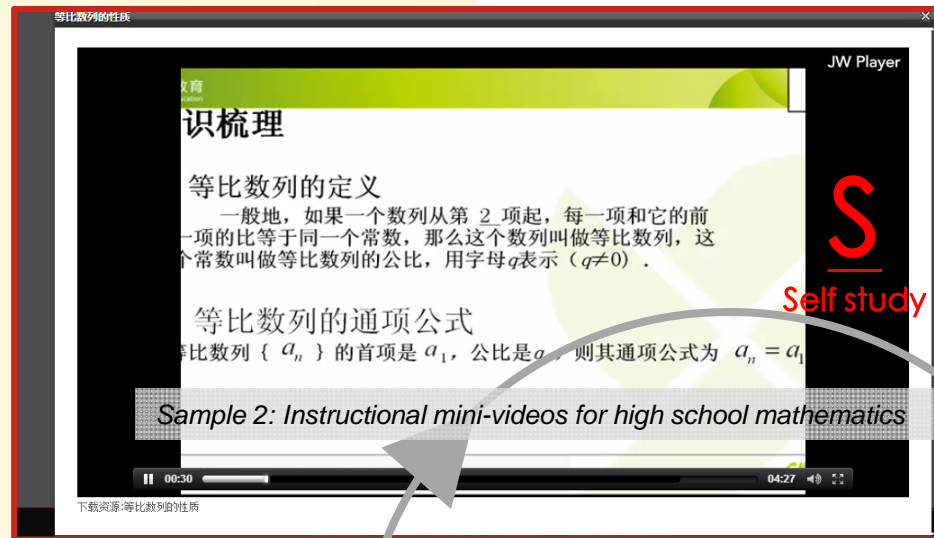 等比数列的性质
JW Player
教育
识梳理
等比数列的定义
一般地，如果一个数列从第 2 项起，每一项和它的前
一项的比等于同一个常数，那么这个数列叫做等比数列，这
个常数叫做等比数列的公比，用字母q表示（q≠0）.
等比数列的通项公式
等比数列 { aₙ } 的首项是 a₁，公比是q，则其通项公式为 aₙ = a₁
S
Self study
Sample 2: Instructional mini-videos for high school mathematics
00:30
04:27
下载资源:等比数列的性质